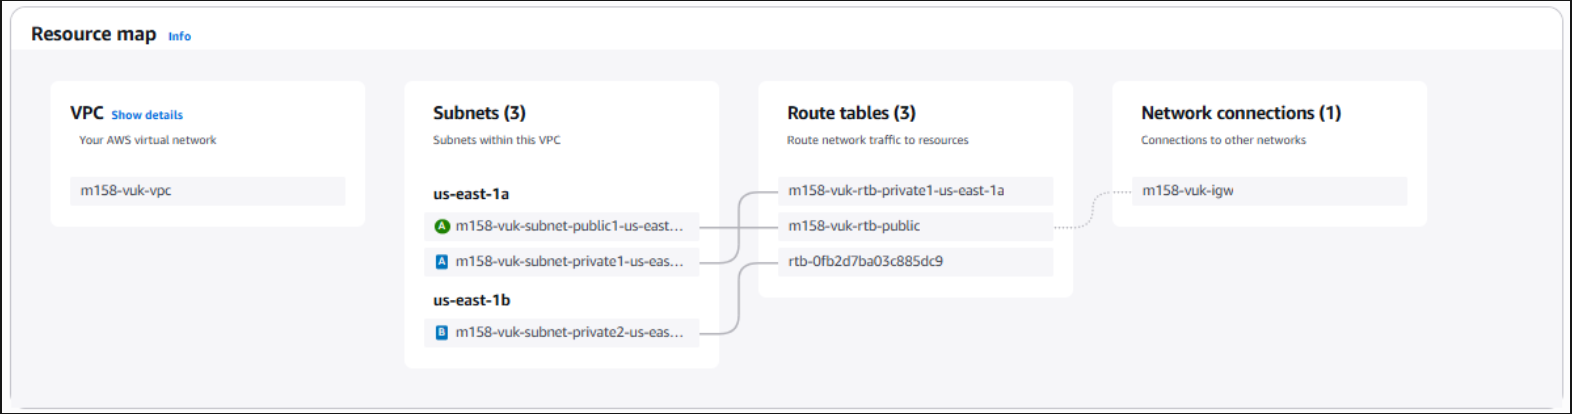 Resource map Info
VPC Show details
Your AWS virtual network
m158-vuk-vpc
Subnets (3)
Subnets within this VPC
us-east-1a
A m158-vuk-subnet-public1-us-east...
A m158-vuk-subnet-private1-us-eas...
us-east-1b
B m158-vuk-subnet-private2-us-eas...
Route tables (3)
Route network traffic to resources
m158-vuk-rtb-private1-us-east-1a
m158-vuk-rtb-public
rtb-0fb2d7ba03c885dc9
Network connections (1)
Connections to other networks
m158-vuk-igw